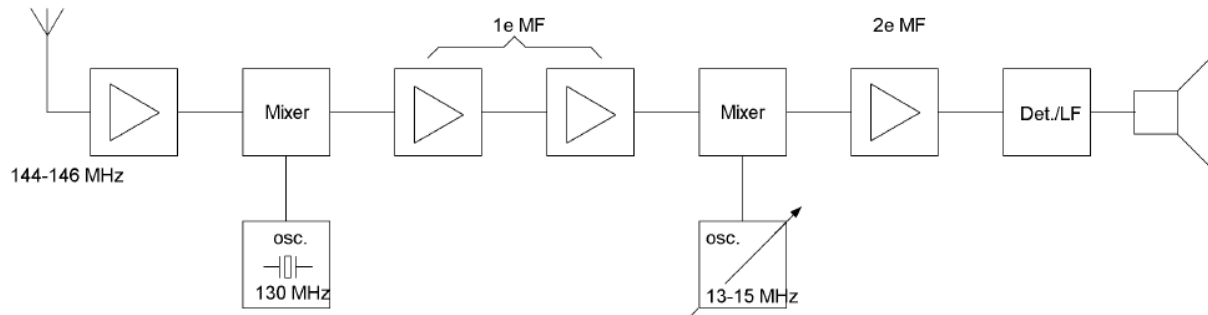 1e MF
2e MF
Mixer
Mixer
Det./LF
144-146 MHz
osc.
130 MHz
osc.
13-15 MHz